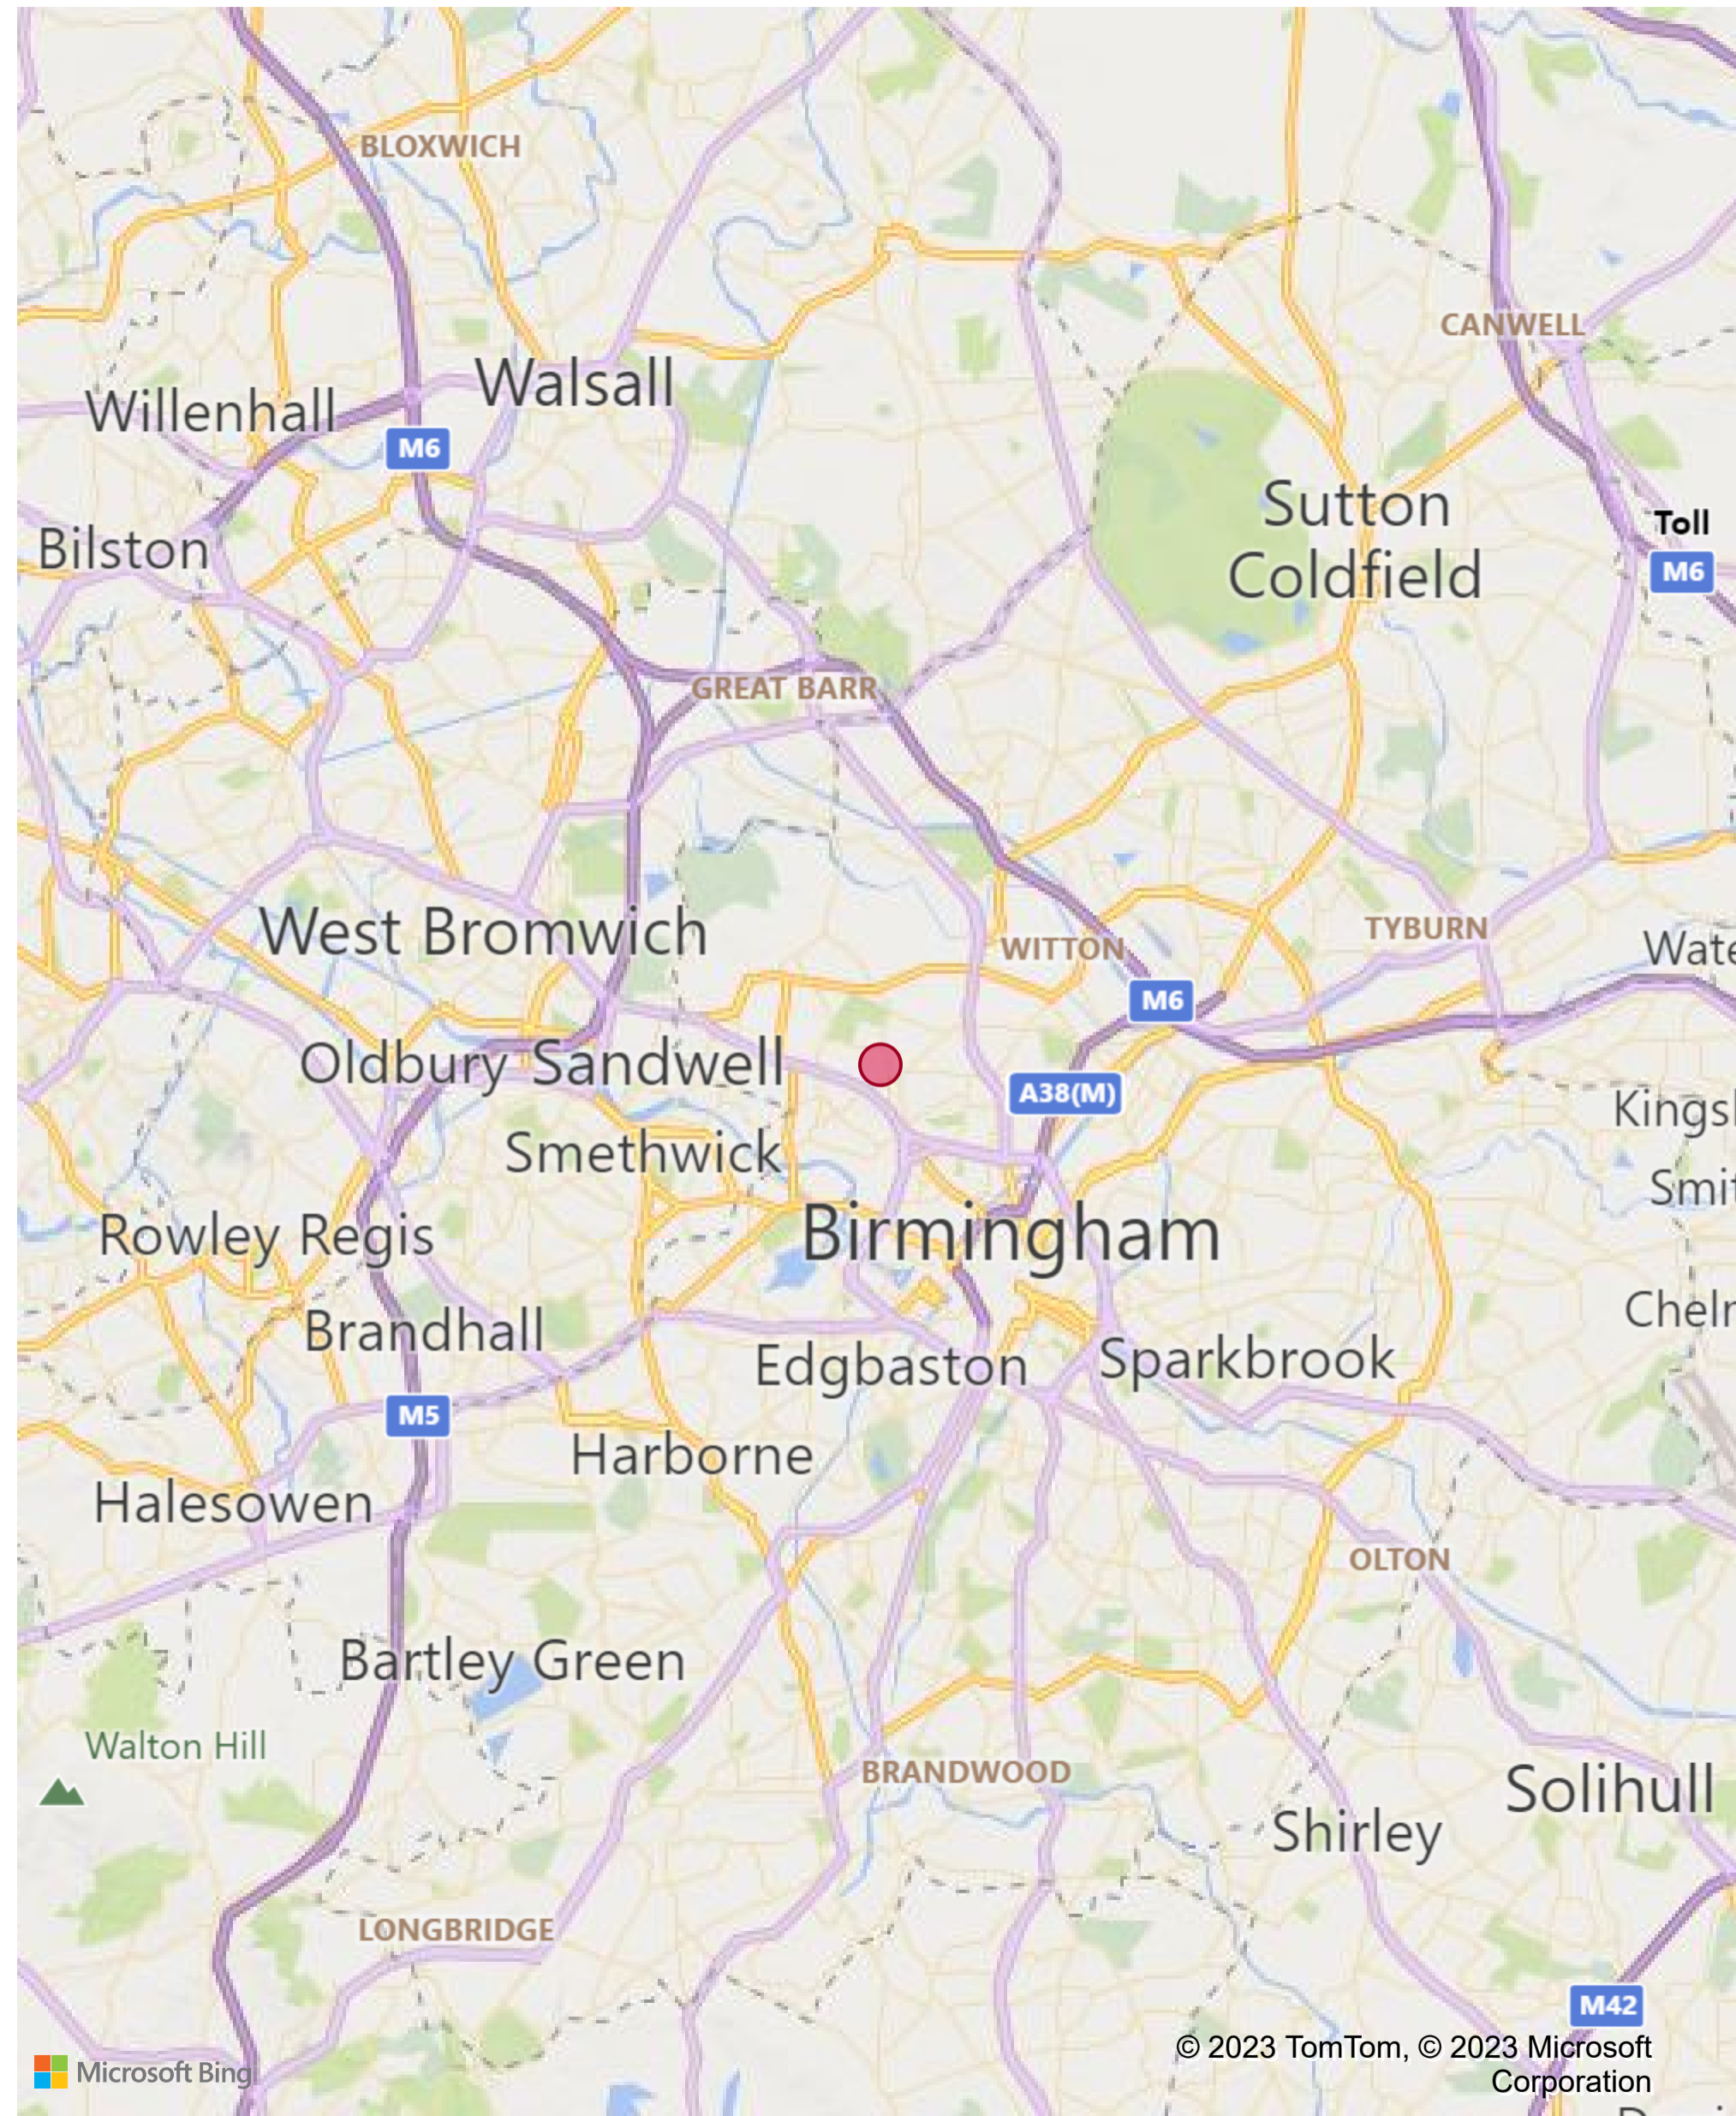 BLOXWICH
CANWELL
Walsall
Willenhall
M6
Sutton
Coldfield
Toll
Bilston
M6
GREAT BARR
West Bromwich
WITTON
TYBURN
M6
Oldbury
Sandwell
A38(M)
Smethwick
Birmingham
Rowley Regis
Brandhall
Edgbaston
Sparkbrook
M5
Harborne
Halesowen
OLTON
Bartley Green
Walton Hill
BRANDWOOD
Solihull
Shirley
LONGBRIDGE
M42
© 2023 TomTom, © 2023 Microsoft
Corporation
Microsoft Bing